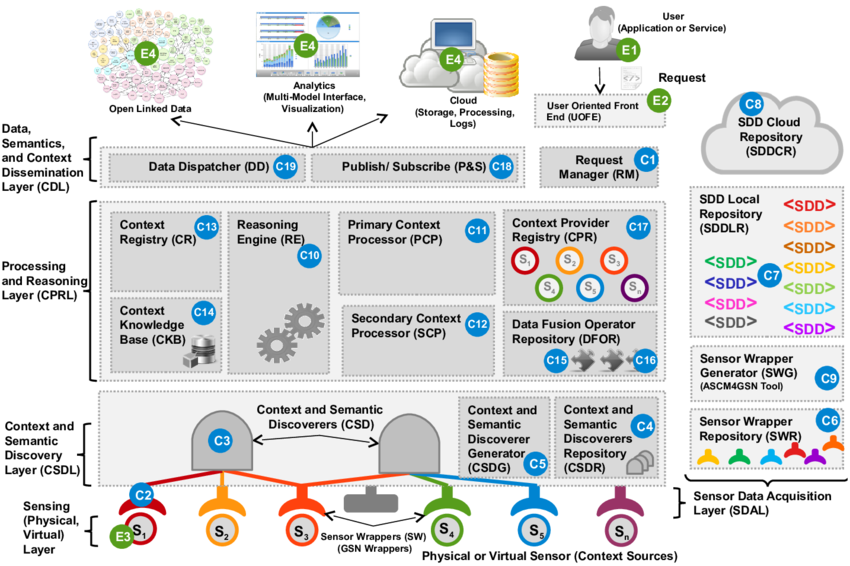 E4
Open Linked Data
E4
Analytics
(Multi-Model Interface,
Visualization)
E4
Cloud
(Storage, Processing,
Logs)
User
(Application or Service)
E1
Request
E2
User Oriented Front
End (UOFE)
Data,
Semantics,
and Context
Dissemination
Layer (CDL)
Data Dispatcher (DD)
C19
Publish/ Subscribe (P&S)
C18
Request
Manager (RM)
C1
C8
SDD Cloud
Repository
(SDDCR)
Processing
and Reasoning
Layer (CPRL)
Context
Registry (CR)
C13
Reasoning
Engine (RE)
C10
Primary Context
Processor (PCP)
C11
Context Provider
Registry (CPR)
C17
S1
S2
S3
S4
S5
Sn
Context
Knowledge
Base (CKB)
C14
Secondary Context
Processor (SCP)
C12
Data Fusion Operator
Repository (DFOR)
C15
C16
SDD Local
Repository
(SDDLR)
<SDD>
<SDD>
<SDD>
<SDD>
<SDD>
<SDD>
<SDD>
<SDD>
<SDD>
<SDD>
C7
Sensor Wrapper
Generator (SWG)
(ASCM4GSN Tool)
C9
Sensor Wrapper
Repository (SWR)
C6
Context and
Semantic
Discovery
Layer (CSDL)
C3
Context and Semantic
Discoverers (CSD)
Context and
Semantic
Discoverer
Generator
(CSDG)
C5
Context and
Semantic
Discoverers
Repository
(CSDR)
C4
Sensor Data Acquisition
Layer (SDAL)
Sensing
(Physical,
Virtual)
Layer
C2
E3
S1
S2
S3
Sensor Wrappers (SW)
(GSN Wrappers)
S4
S5
Sn
Physical or Virtual Sensor (Context Sources)